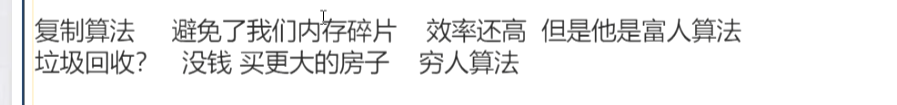 复制算法 避免了我们内存碎片 效率还高 但是他是富人算法
垃圾回收? 没钱 买更大的房子 穷人算法